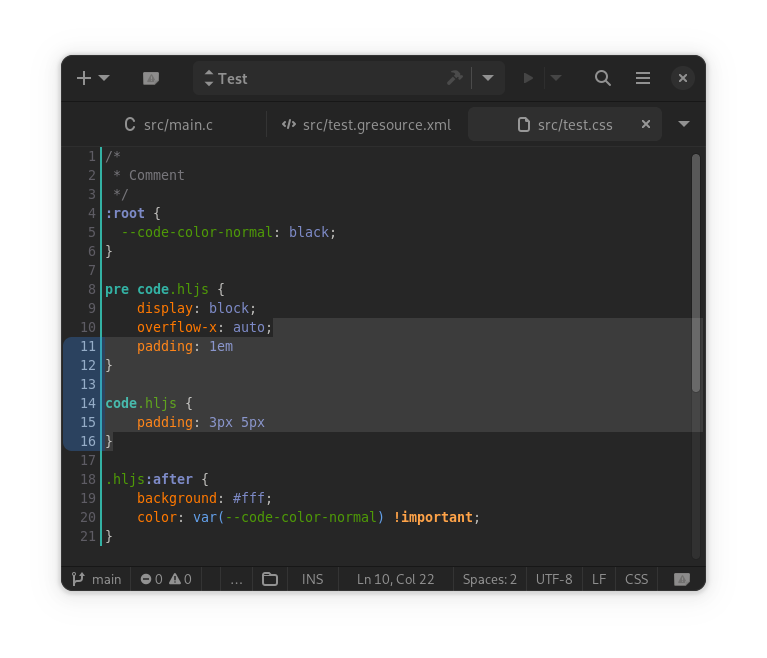 Test
src/main.c </> src/test.gresource.xml src/test.css
1 /*
2  * Comment
3  */
4 :root {
5   --code-color-normal: black;
6 }
7
8 pre code.hljs {
9     display: block;
10     overflow-x: auto;
11     padding: 1em
12 }
13
14 code.hljs {
15     padding: 3px 5px
16 }
17
18 .hljs:after {
19     background: #fff;
20     color: var(--code-color-normal) !important;
21 }
main 0 0 ... INS Ln 10, Col 22 Spaces: 2 UTF-8 LF CSS